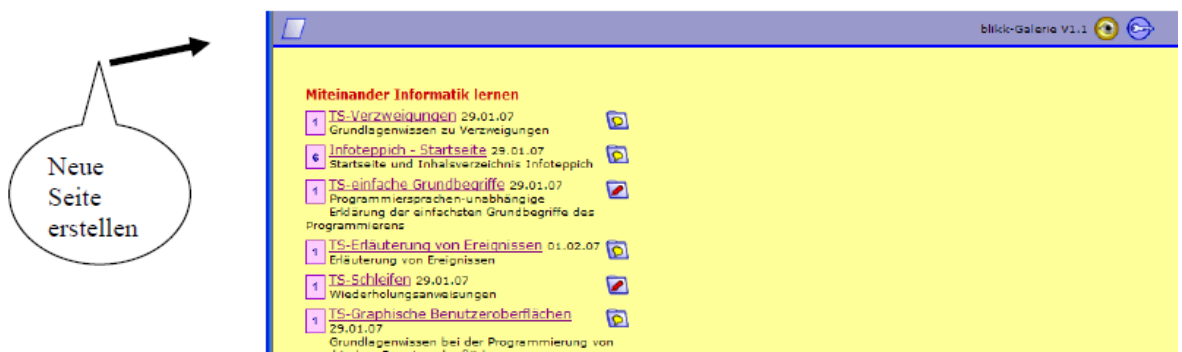 Neue
Seite
erstellen
blikk-Galerie V1.1
Miteinander Informatik lernen
1 TS-Verzweigungen 29.01.07
Grundlagenwissen zu Verzweigungen
6 Infoteppich - Startseite 29.01.07
Startseite und Inhalsverzeichnis Infoteppich
1 TS-einfache Grundbegriffe 29.01.07
Programmiersprachen-unabhängige
Erklärung der einfachsten Grundbegriffe des
Programmierens
1 TS-Erläuterung von Ereignissen 01.02.07
Erläuterung von Ereignissen
1 TS-Schleifen 29.01.07
Wiederholungsanweisungen
1 TS-Graphische Benutzeroberflächen
29.01.07
Grundlagenwissen bei der Programmierung von